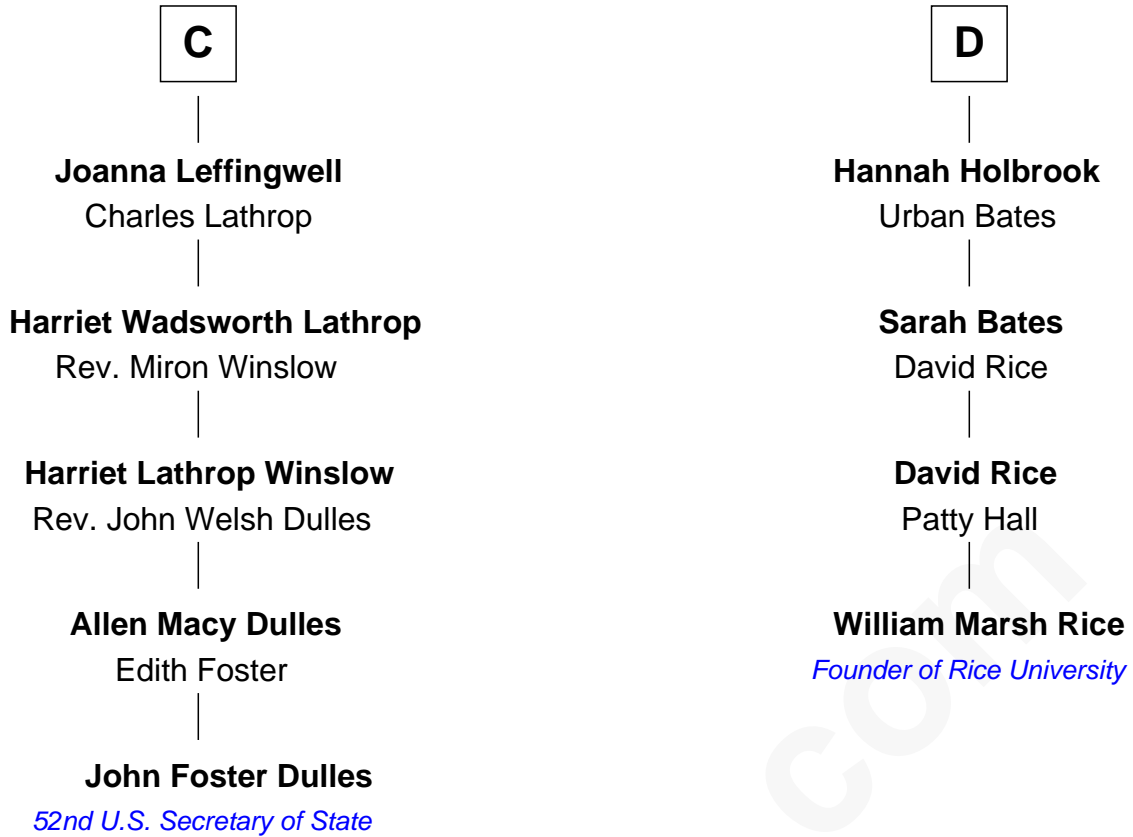 C
Joanna Leffingwell
Charles Lathrop
Harriet Wadsworth Lathrop
Rev. Miron Winslow
Harriet Lathrop Winslow
Rev. John Welsh Dulles
Allen Macy Dulles
Edith Foster
John Foster Dulles
52nd U.S. Secretary of State
D
Hannah Holbrook
Urban Bates
Sarah Bates
David Rice
David Rice
Patty Hall
William Marsh Rice
Founder of Rice University
com